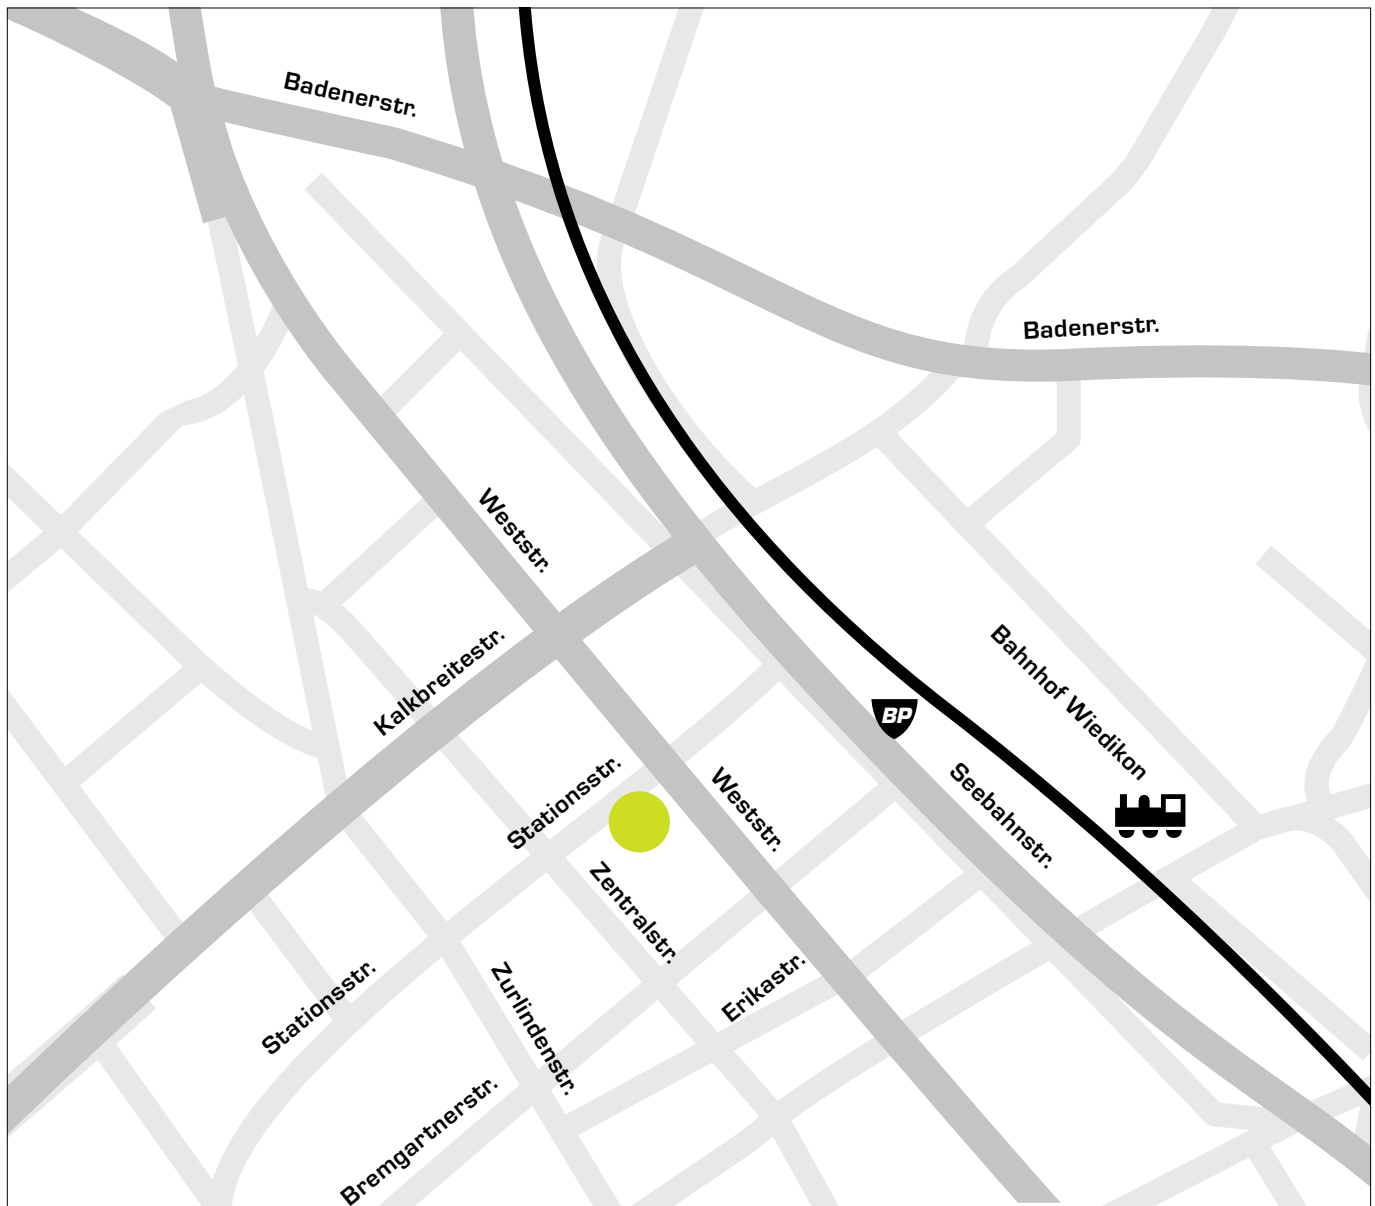 Badenerstr.
Badenerstr.
Weststr.
Kalkbreitestr.
Bahnhof Wiedikon
BP
Stationsstr.
Weststr.
Seebahnstr.
Zentralstr.
Stationsstr.
Zurlindenstr.
Erikastr.
Bremgartnerstr.